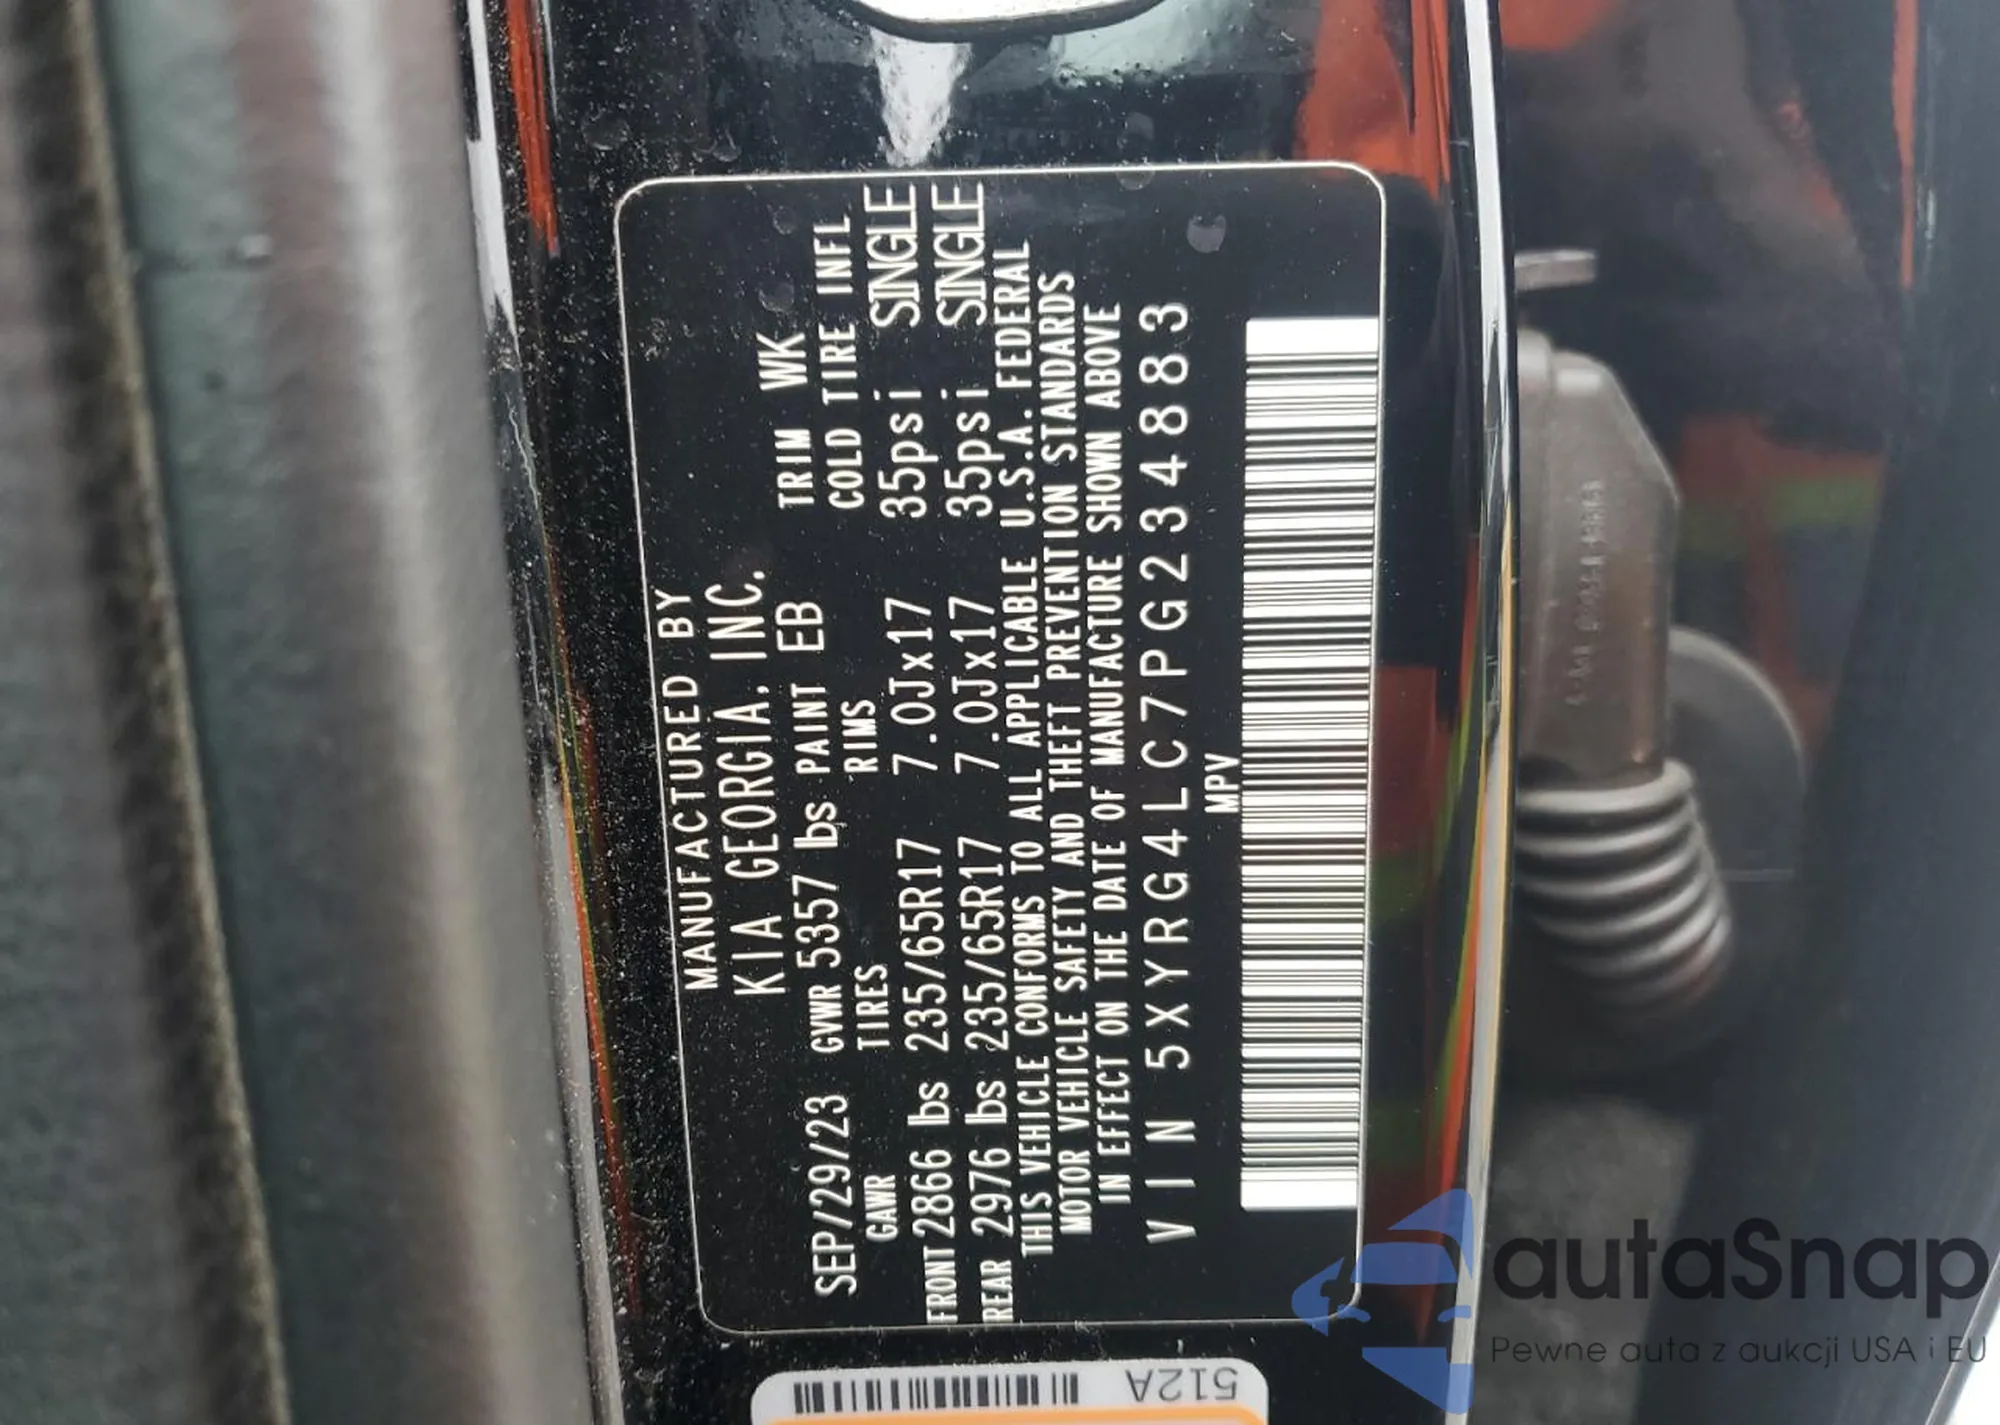 MANUFACTURED BY
KIA GEORGIA, INC.
SEP/29/23 GVWR 5357 lbs PAINT EB TRIM WK
GAWR TIRES RIMS COLD TIRE INFL
FRONT 2866 lbs 235/65R17 7.0Jx17 35psi SINGLE
REAR 2976 lbs 235/65R17 7.0Jx17 35psi SINGLE
THIS VEHICLE CONFORMS TO ALL APPLICABLE U.S.A. FEDERAL
MOTOR VEHICLE SAFETY AND THEFT PREVENTION STANDARDS
IN EFFECT ON THE DATE OF MANUFACTURE SHOWN ABOVE
VIN 5XYRG4LC7PG234883
MPV
512A
autaSnap
Pewne auta z aukcji USA i EU